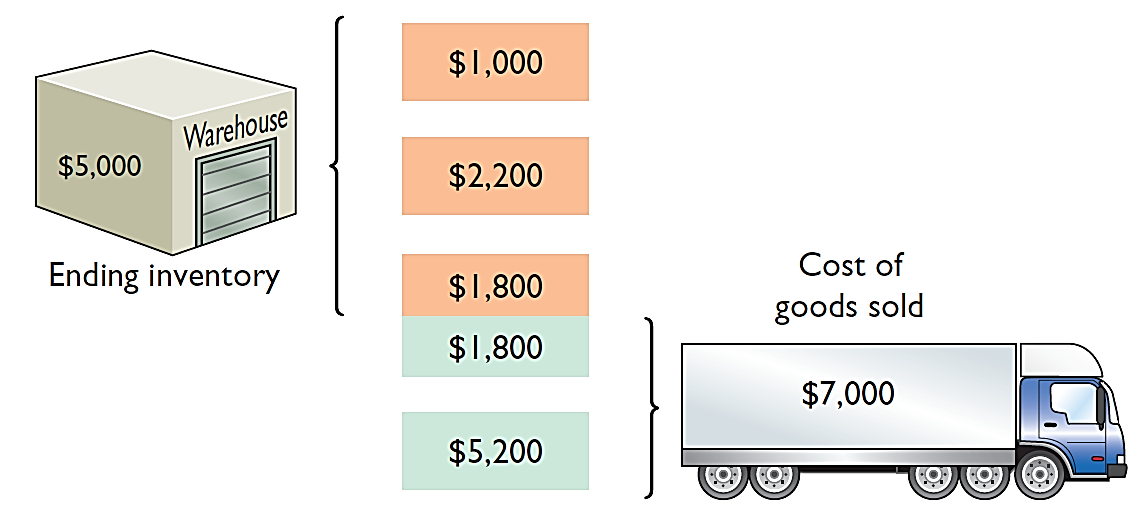 $1,000
Warehouse
$5,000
$2,200
Ending inventory
$1,800
$1,800
$5,200
Cost of
goods sold
$7,000